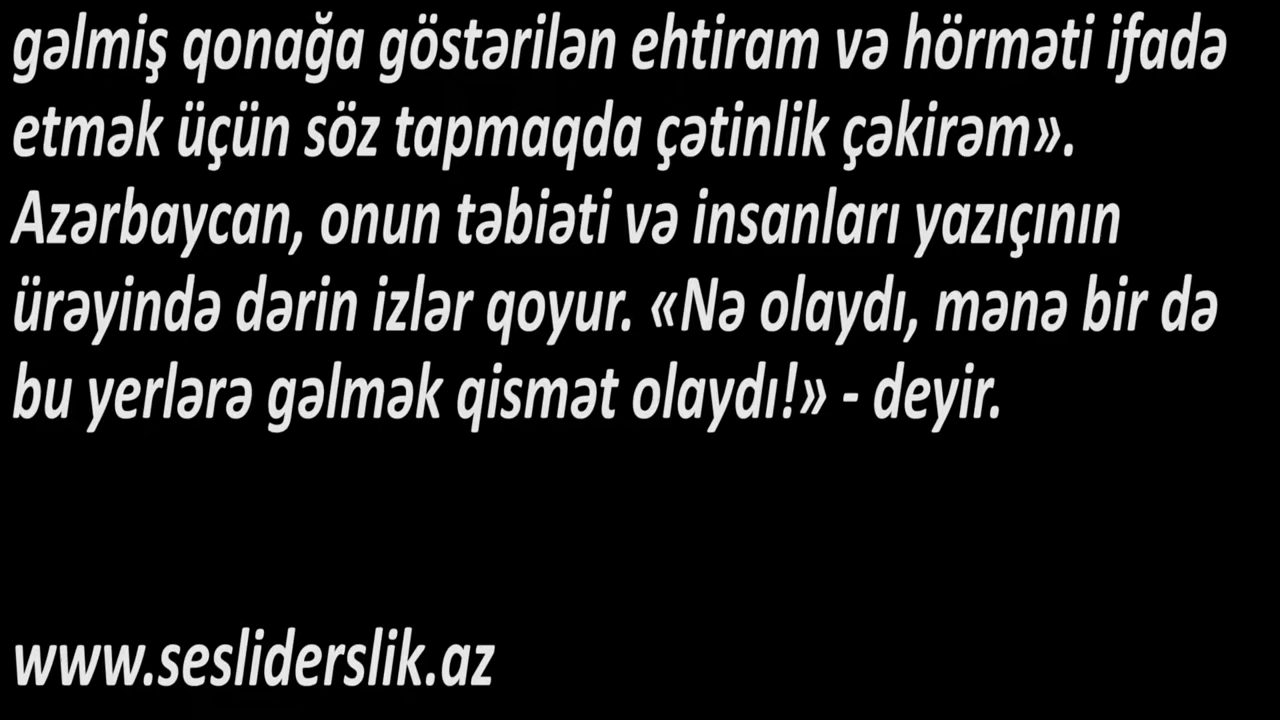 gəlmiş qonağa göstərilən ehtiram və hörməti ifadə
etmək üçün söz tapmaqda çətinlik çəkirəm».
Azərbaycan, onun təbiəti və insanları yazıçının
ürəyində dərin izlər qoyur. «Nə olaydı, mənə bir də
bu yerlərə gəlmək qismət olaydı!» - deyir.
www.sesliderslik.az